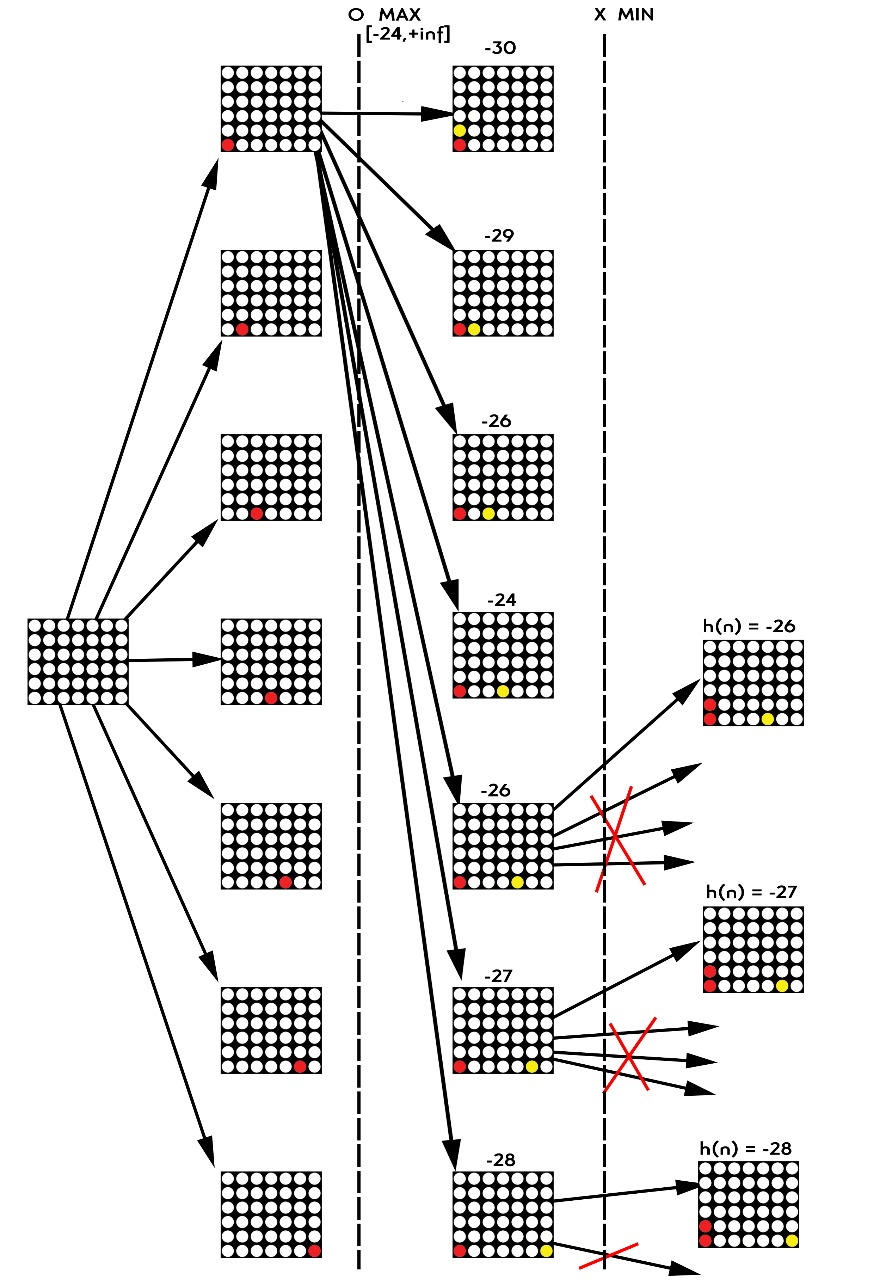 O MAX
X MIN
[-24,+inf]
-30
-29
-26
-24
h(n) = -26
-26
h(n) = -27
-27
h(n) = -28
-28